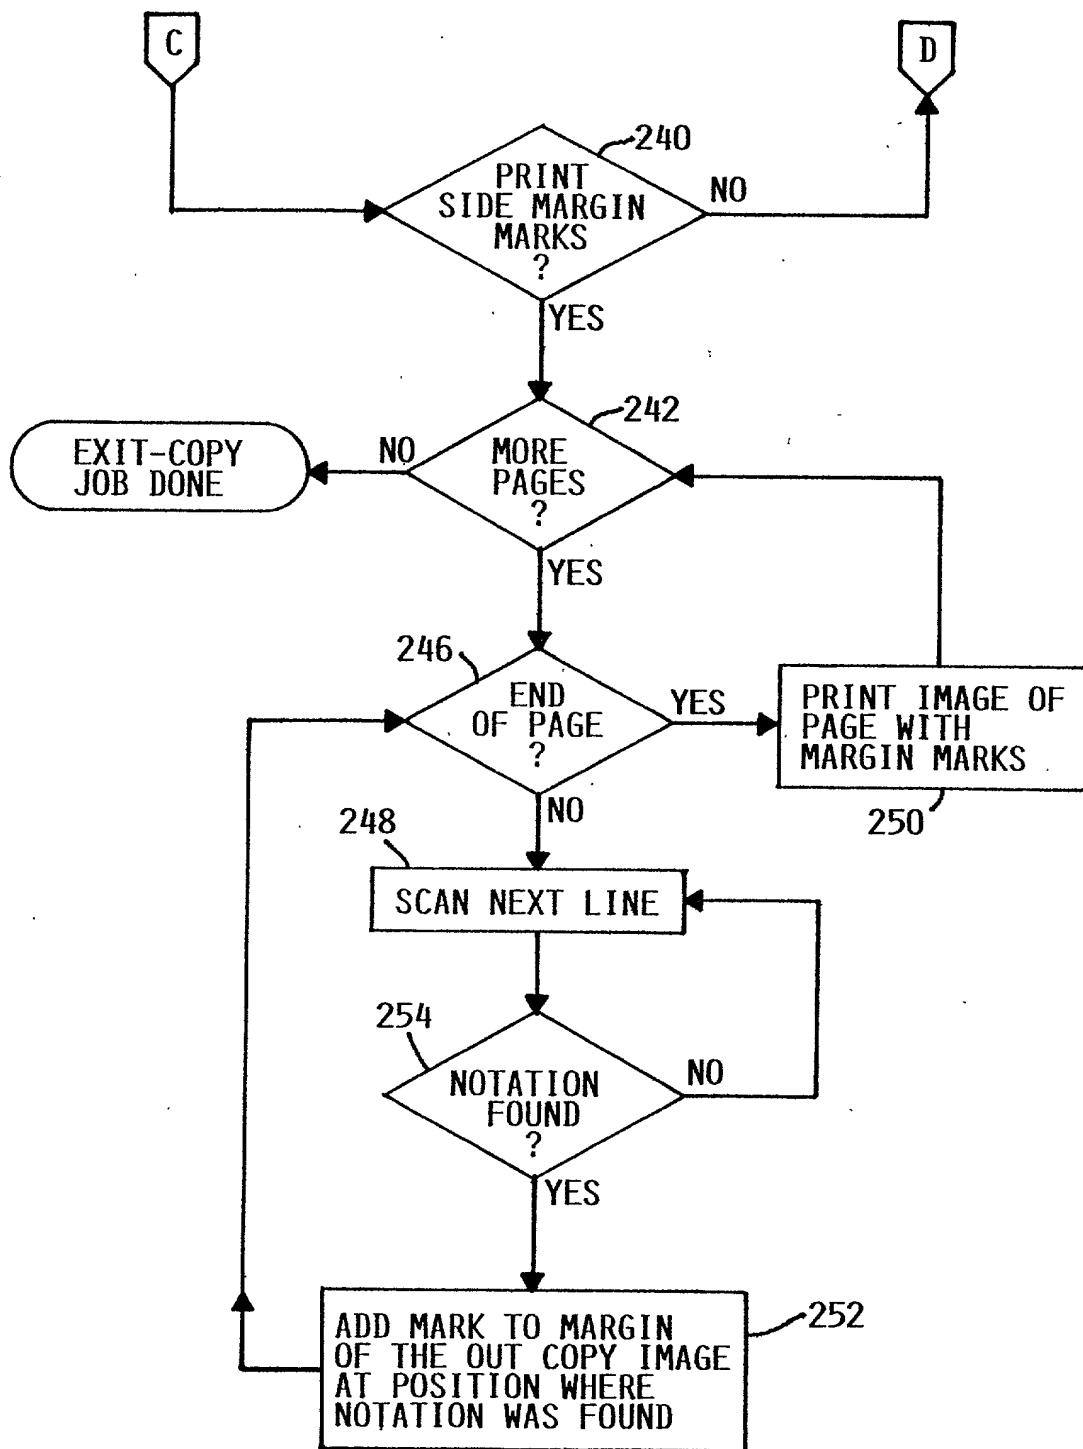 C
D
240
PRINT
SIDE MARGIN
MARKS
?
NO
YES
242
EXIT-COPY
JOB DONE
NO
MORE
PAGES
?
YES
246
END
OF PAGE
?
YES
PRINT IMAGE OF
PAGE WITH
MARGIN MARKS
250
NO
248
SCAN NEXT LINE
254
NOTATION
FOUND
?
NO
YES
252
ADD MARK TO MARGIN
OF THE OUT COPY IMAGE
AT POSITION WHERE
NOTATION WAS FOUND